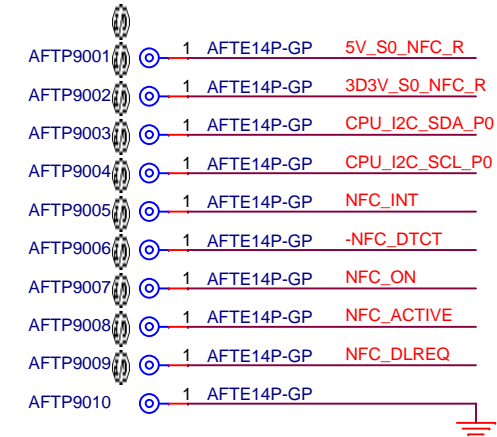 AFTP9001 1 AFTE14P-GP 5V_S0_NFC_R
AFTP9002 1 AFTE14P-GP 3D3V_S0_NFC_R
AFTP9003 1 AFTE14P-GP CPU_I2C_SDA_P0
AFTP9004 1 AFTE14P-GP CPU_I2C_SCL_P0
AFTP9005 1 AFTE14P-GP NFC_INT
AFTP9006 1 AFTE14P-GP -NFC_DTCT
AFTP9007 1 AFTE14P-GP NFC_ON
AFTP9008 1 AFTE14P-GP NFC_ACTIVE
AFTP9009 1 AFTE14P-GP NFC_DLREQ
AFTP9010 1 AFTE14P-GP